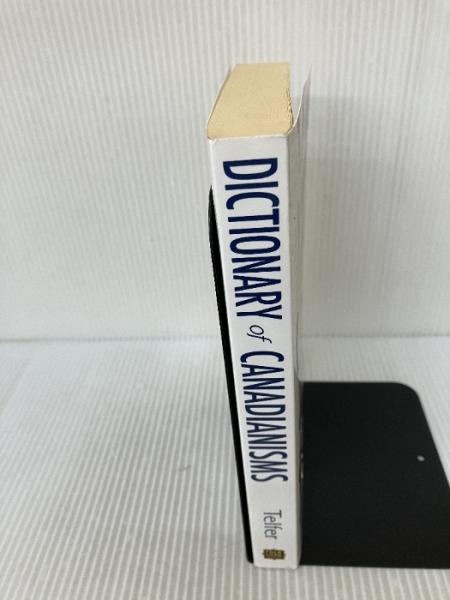 DICTIONARY of CANADIANISMS
Telfer